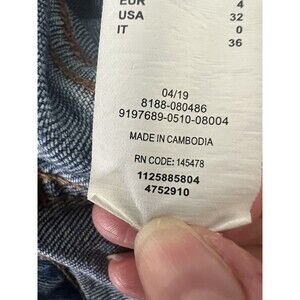 EUR 4
USA 32
IT 0
36
04/19
8188-080486
9197689-0510-08004
MADE IN CAMBODIA
RN CODE: 145478
1125885804
4752910